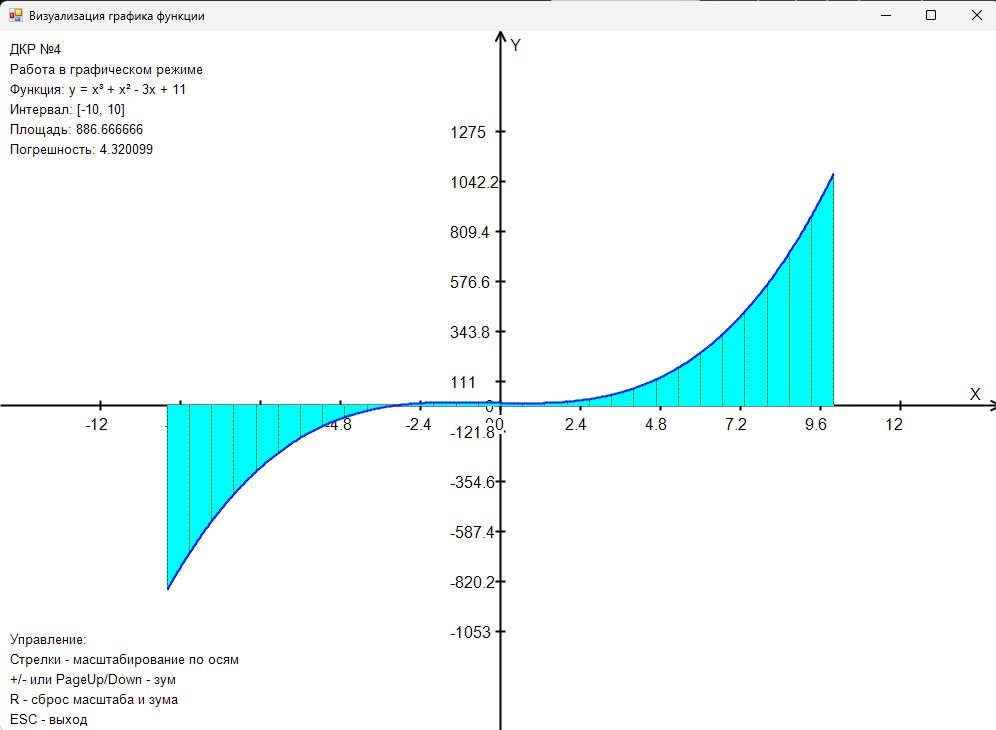 Визуализация графика функции
ДКР №4
Работа в графическом режиме
Функция: y = x³ + x² - 3x + 11
Интервал: [-10, 10]
Площадь: 886.666666
Погрешность: 4.320099
Y
1275
1042.2
809.4
576.6
343.8
111
0
X
-12
-4.8
-2.4
0
2.4
4.8
7.2
9.6
12
-121.8
-354.6
-587.4
-820.2
-1053
Управление:
Стрелки - масштабирование по осям
+/- или PageUp/Down - зум
R - сброс масштаба и зума
ESC - выход